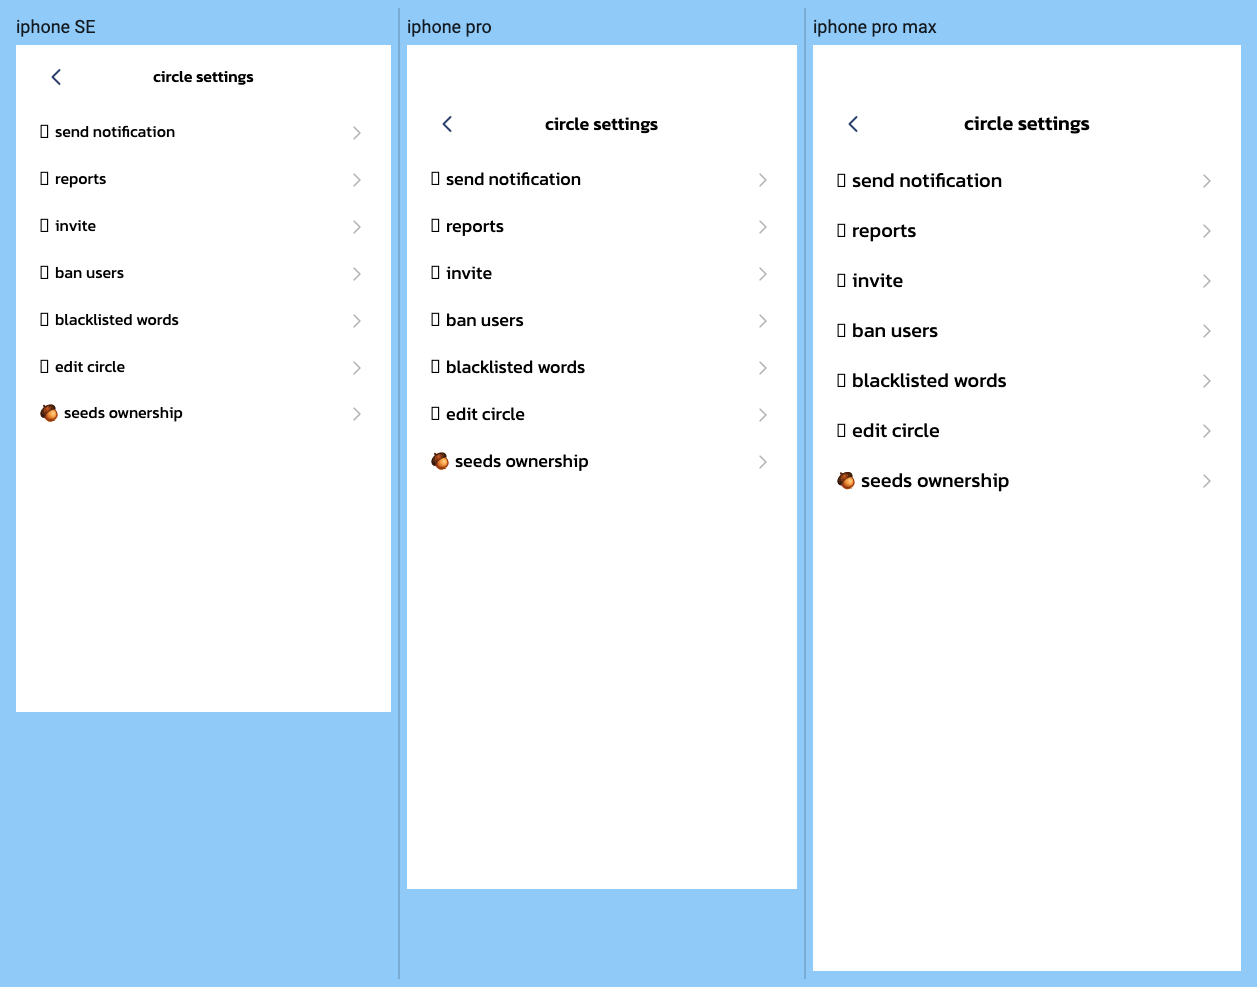 iphone SE
circle settings
send notification
reports
invite
ban users
blacklisted words
edit circle
🌰 seeds ownership
iphone pro
circle settings
send notification
reports
invite
ban users
blacklisted words
edit circle
🌰 seeds ownership
iphone pro max
circle settings
send notification
reports
invite
ban users
blacklisted words
edit circle
🌰 seeds ownership